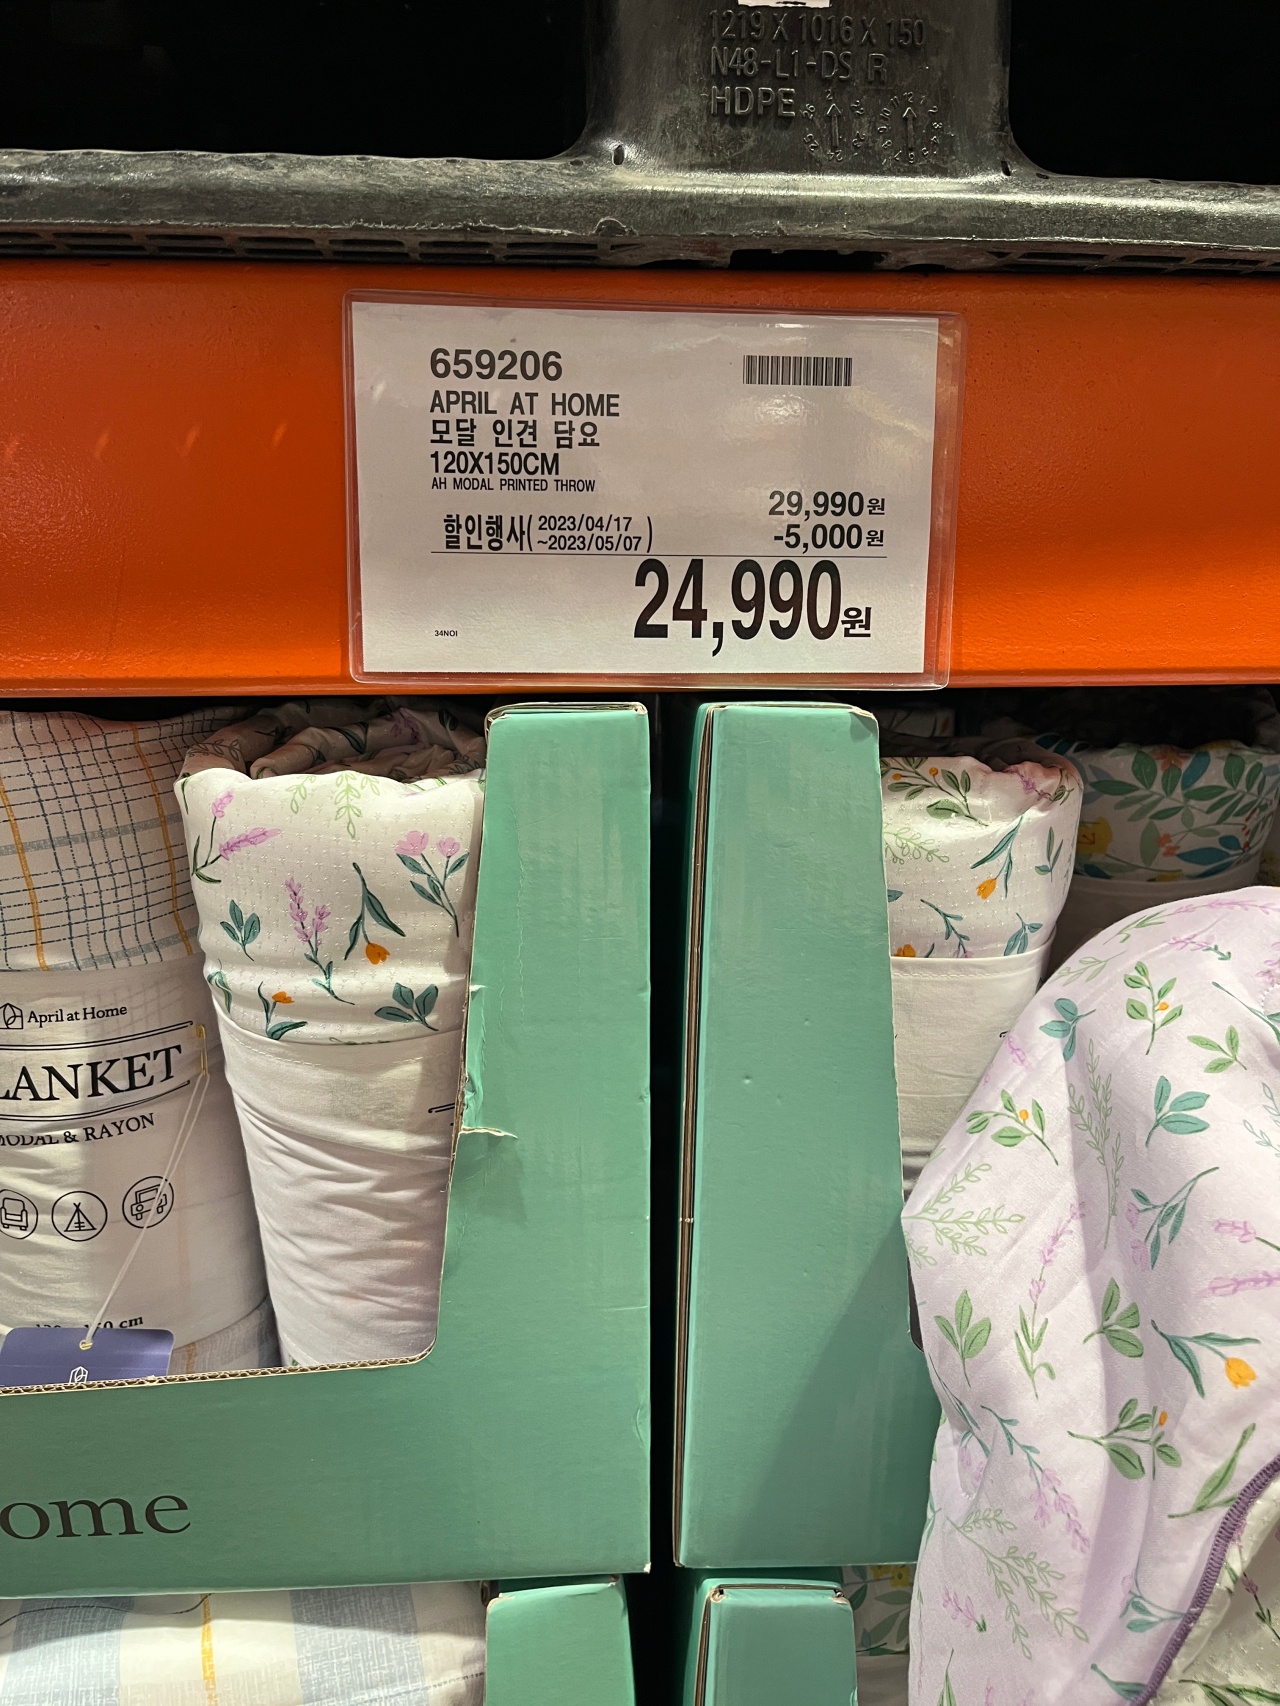 1219 X 1016 X 150
N48-L1-DS R
HDPE
659206
APRIL AT HOME
모달 인견 담요
120X150CM
AH MODAL PRINTED THROW
29,990원
할인행사( 2023/04/17 ~2023/05/07 )
-5,000원
24,990원
34NOI
April at Home
LANKET
MODAL & RAYON
cm
ome